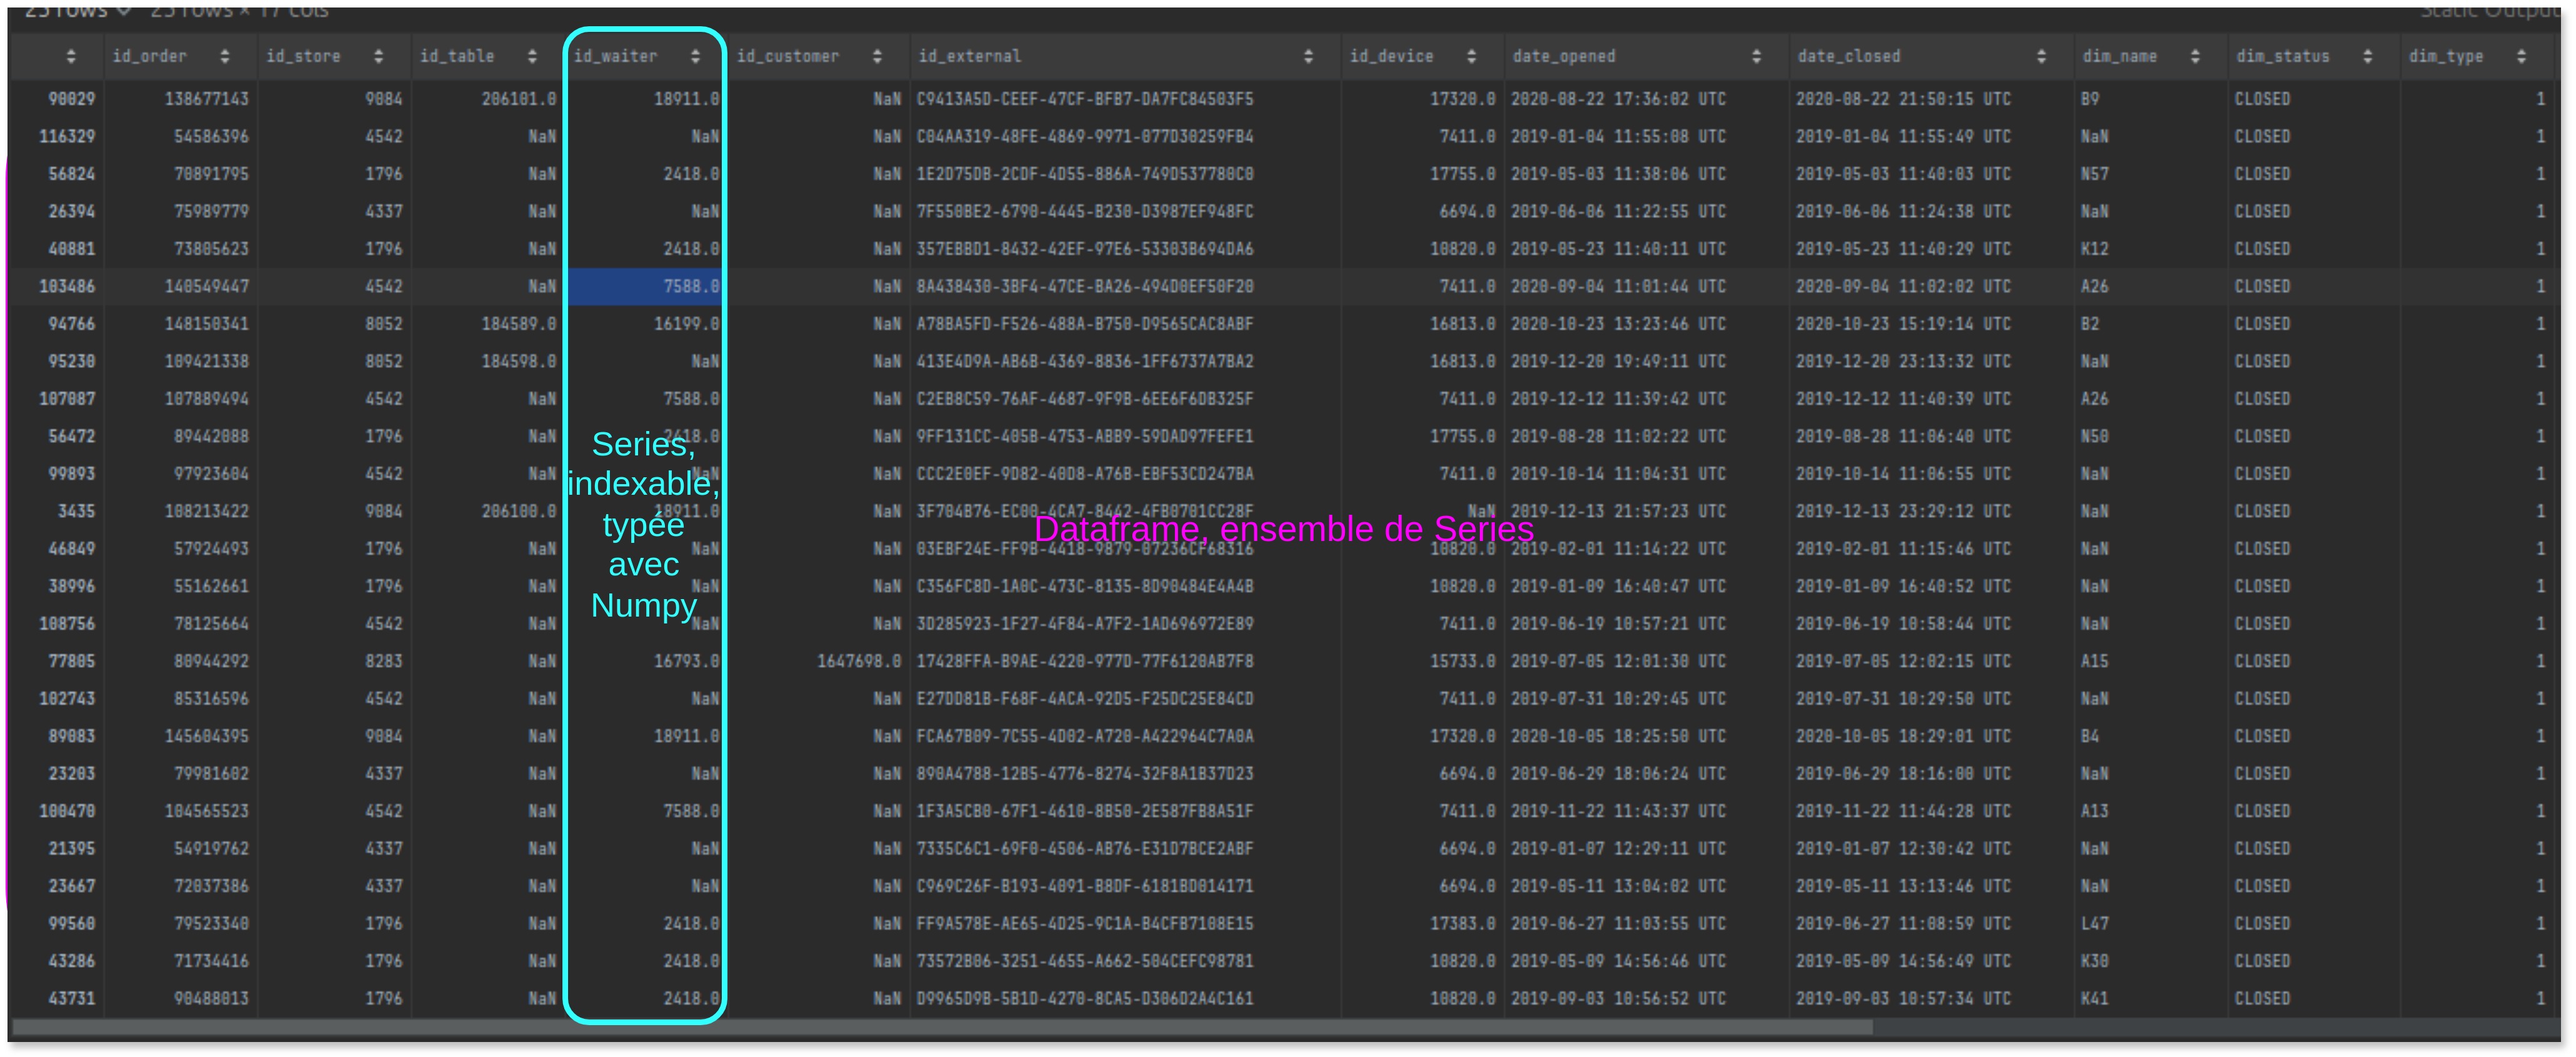 25 rows 25 rows × 17 cols Static Output
id_order id_store id_table id_waiter id_customer id_external id_device date_opened date_closed dim_name dim_status dim_type
90029 138677143 9084 206101.0 18911.0 NaN C9413A5D-CEEF-47CF-BFB7-DA7FC84503F5 17320.0 2020-08-22 17:36:02 UTC 2020-08-22 21:50:15 UTC B9 CLOSED 1
116329 54586396 4542 NaN NaN NaN C04AA319-48FE-4869-9971-077D30259FB4 7411.0 2019-01-04 11:55:08 UTC 2019-01-04 11:55:49 UTC NaN CLOSED 1
56824 70891795 1796 NaN 2418.0 NaN 1E2D75DB-2CDF-4D55-886A-749D537780C0 17755.0 2019-05-03 11:38:06 UTC 2019-05-03 11:40:03 UTC N57 CLOSED 1
26394 75989779 4337 NaN NaN NaN 7F550BE2-6790-4445-B230-D3987EF948FC 6694.0 2019-06-06 11:22:55 UTC 2019-06-06 11:24:38 UTC NaN CLOSED 1
40881 73805623 1796 NaN 2418.0 NaN 357EBBD1-8432-42EF-97E6-53303B694DA6 10820.0 2019-05-23 11:40:11 UTC 2019-05-23 11:40:29 UTC K12 CLOSED 1
103486 140549447 4542 NaN 7588.0 NaN 8A438430-3BF4-47CE-BA26-494D0EF50F20 7411.0 2020-09-04 11:01:44 UTC 2020-09-04 11:02:02 UTC A26 CLOSED 1
94766 148150341 8052 184589.0 16199.0 NaN A78BA5FD-F526-488A-B750-D9565CAC8ABF 16813.0 2020-10-23 13:23:46 UTC 2020-10-23 15:19:14 UTC B2 CLOSED 1
95230 109421338 8052 184598.0 NaN NaN 413E4D9A-AB6B-4369-8836-1FF6737A7BA2 16813.0 2019-12-20 19:49:11 UTC 2019-12-20 23:13:32 UTC NaN CLOSED 1
107087 107889494 4542 NaN 7588.0 NaN C2EB8C59-76AF-4687-9F9B-6EE6F6DB325F 7411.0 2019-12-12 11:39:42 UTC 2019-12-12 11:40:39 UTC A26 CLOSED 1
56472 89442088 1796 NaN 2418.0 NaN 9FF131CC-405B-4753-ABB9-59DAD97FEFE1 17755.0 2019-08-28 11:02:22 UTC 2019-08-28 11:06:40 UTC N50 CLOSED 1
99893 97923604 4542 NaN NaN NaN CCC2E0EF-9D82-40D8-A76B-EBF53CD247BA 7411.0 2019-10-14 11:04:31 UTC 2019-10-14 11:06:55 UTC NaN CLOSED 1
3435 108213422 9084 206100.0 18911.0 NaN 3F704B76-EC00-4CA7-8442-4FB0701CC28F NaN 2019-12-13 21:57:23 UTC 2019-12-13 23:29:12 UTC NaN CLOSED 1
46849 57924493 1796 NaN NaN NaN 03EBF24E-FF9B-4418-9879-07236CF68316 10820.0 2019-02-01 11:14:22 UTC 2019-02-01 11:15:46 UTC NaN CLOSED 1
38996 55162661 1796 NaN NaN NaN C356FC8D-1A0C-473C-8135-8D90484E4A4B 10820.0 2019-01-09 16:40:47 UTC 2019-01-09 16:40:52 UTC NaN CLOSED 1
108756 78125664 4542 NaN NaN NaN 3D285923-1F27-4F84-A7F2-1AD696972E89 7411.0 2019-06-19 10:57:21 UTC 2019-06-19 10:58:44 UTC NaN CLOSED 1
77805 80944292 8283 NaN 16793.0 1647698.0 17428FFA-B9AE-4220-977D-77F6120AB7F8 15733.0 2019-07-05 12:01:30 UTC 2019-07-05 12:02:15 UTC A15 CLOSED 1
102743 85316596 4542 NaN NaN NaN E27DD81B-F68F-4ACA-92D5-F25DC25E84CD 7411.0 2019-07-31 10:29:45 UTC 2019-07-31 10:29:50 UTC NaN CLOSED 1
89083 145604395 9084 NaN 18911.0 NaN FCA67B09-7C55-4D02-A720-A422964C7A0A 17320.0 2020-10-05 18:25:50 UTC 2020-10-05 18:29:01 UTC B4 CLOSED 1
23203 79981602 4337 NaN NaN NaN 890A4788-12B5-4776-8274-32F8A1B37D23 6694.0 2019-06-29 18:06:24 UTC 2019-06-29 18:16:00 UTC NaN CLOSED 1
100470 104565523 4542 NaN 7588.0 NaN 1F3A5CB0-67F1-4610-8B50-2E587FB8A51F 7411.0 2019-11-22 11:43:37 UTC 2019-11-22 11:44:28 UTC A13 CLOSED 1
21395 54919762 4337 NaN NaN NaN 7335C6C1-69F0-4506-AB76-E31D7BCE2ABF 6694.0 2019-01-07 12:29:11 UTC 2019-01-07 12:30:42 UTC NaN CLOSED 1
23667 72037386 4337 NaN NaN NaN C969C26F-B193-4091-B8DF-6181BD014171 6694.0 2019-05-11 13:04:02 UTC 2019-05-11 13:13:46 UTC NaN CLOSED 1
99560 79523340 1796 NaN 2418.0 NaN FF9A578E-AE65-4D25-9C1A-B4CFB7108E15 17383.0 2019-06-27 11:03:55 UTC 2019-06-27 11:08:59 UTC L47 CLOSED 1
43286 71734416 1796 NaN 2418.0 NaN 73572B06-3251-4655-A662-504CEFC98781 10820.0 2019-05-09 14:56:46 UTC 2019-05-09 14:56:49 UTC K30 CLOSED 1
43731 90488013 1796 NaN 2418.0 NaN D9965D9B-5B1D-4270-8CA5-D306D2A4C161 10820.0 2019-09-03 10:56:52 UTC 2019-09-03 10:57:34 UTC K41 CLOSED 1
Series,
indexable,
typée
avec
Numpy
Dataframe, ensemble de Series